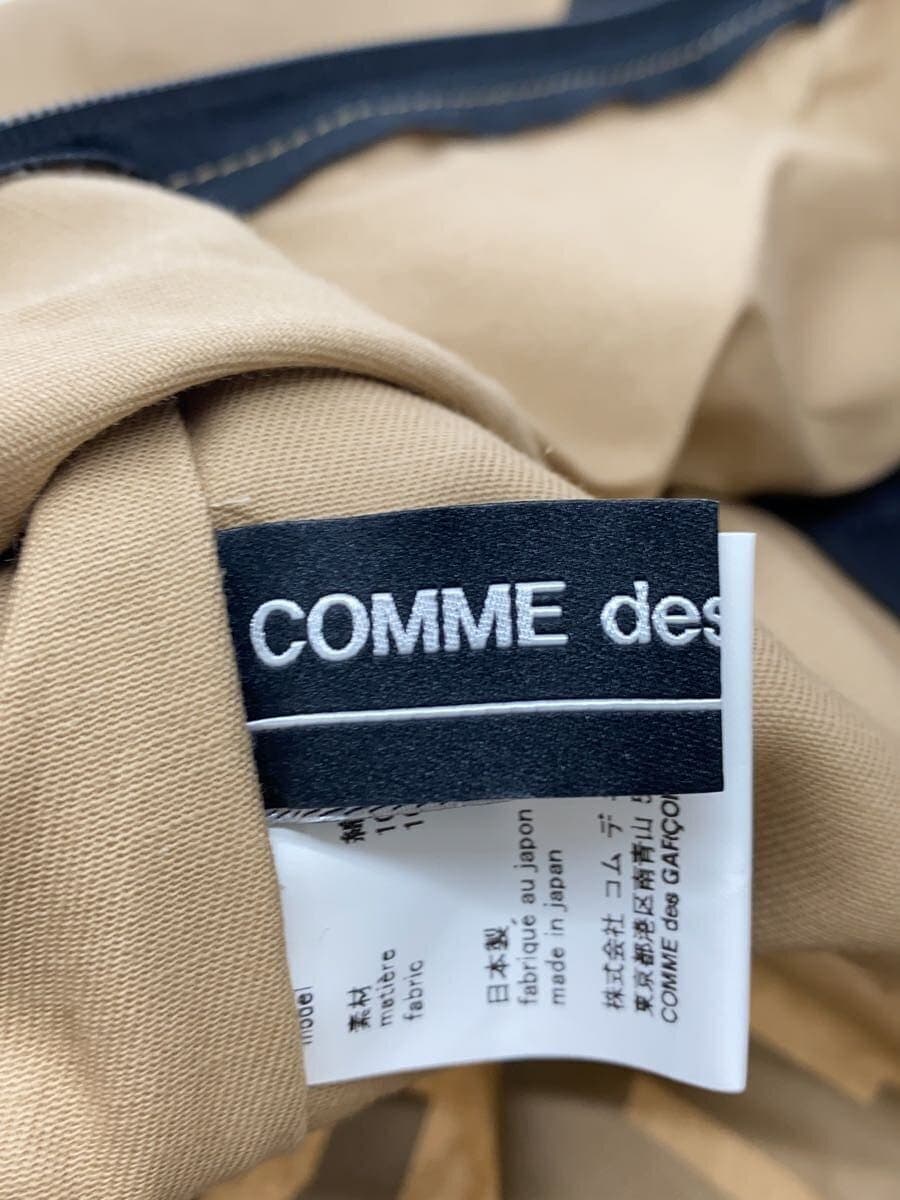 COMME des
素材
matière
fabric
日本製
fabriqué au japon
made in japan
株式会社 コム デ
東京都港区南青山 5
COMME des GARÇON